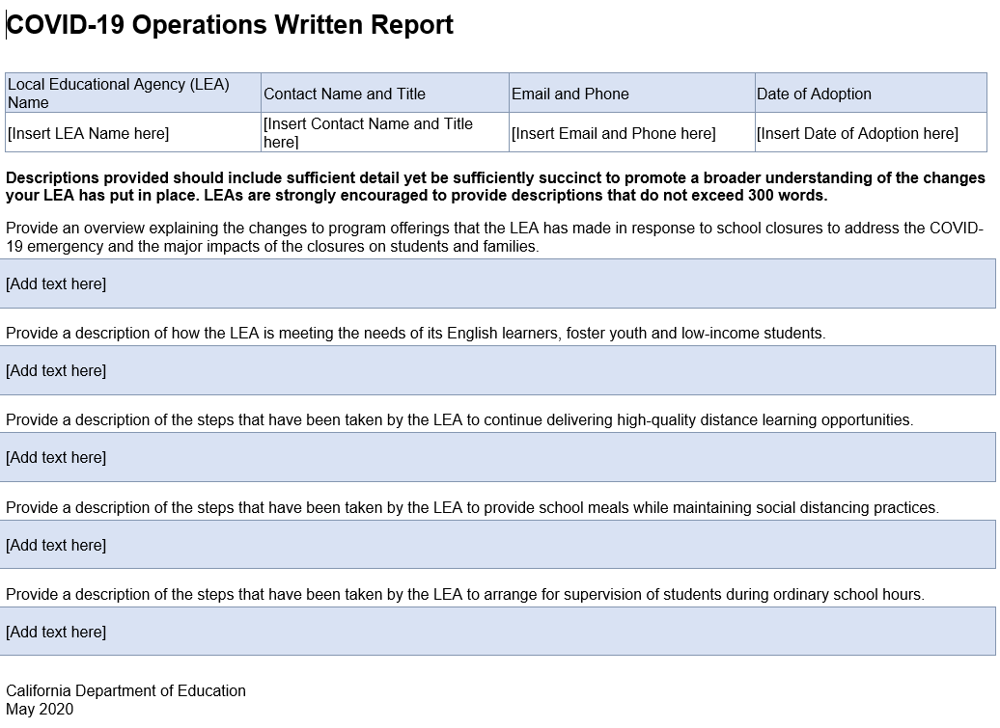 COVID-19 Operations Written Report
Local Educational Agency (LEA)
Name
Contact Name and Title
Email and Phone
Date of Adoption
[Insert LEA Name here]
[Insert Contact Name and Title
here]
[Insert Email and Phone here]
[Insert Date of Adoption here]
Descriptions provided should include sufficient detail yet be sufficiently succinct to promote a broader understanding of the changes
your LEA has put in place. LEAs are strongly encouraged to provide descriptions that do not exceed 300 words.
Provide an overview explaining the changes to program offerings that the LEA has made in response to school closures to address the COVID-
19 emergency and the major impacts of the closures on students and families.
[Add text here]
Provide a description of how the LEA is meeting the needs of its English learners, foster youth and low-income students.
[Add text here]
Provide a description of the steps that have been taken by the LEA to continue delivering high-quality distance learning opportunities.
[Add text here]
Provide a description of the steps that have been taken by the LEA to provide school meals while maintaining social distancing practices.
[Add text here]
Provide a description of the steps that have been taken by the LEA to arrange for supervision of students during ordinary school hours.
[Add text here]
California Department of Education
May 2020